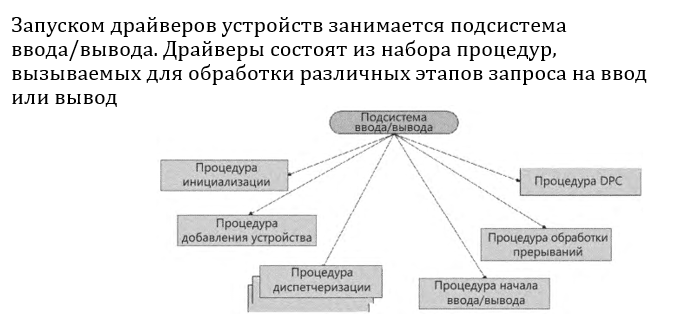 Запуском драйверов устройств занимается подсистема
ввода/вывода. Драйверы состоят из набора процедур,
вызываемых для обработки различных этапов запроса на ввод
или вывод
Подсистема
ввода/вывода
Процедура
инициализации
Процедура DPC
Процедура
добавления устройства
Процедура обработки
прерываний
Процедура
диспетчеризации
Процедура начала
ввода/вывода